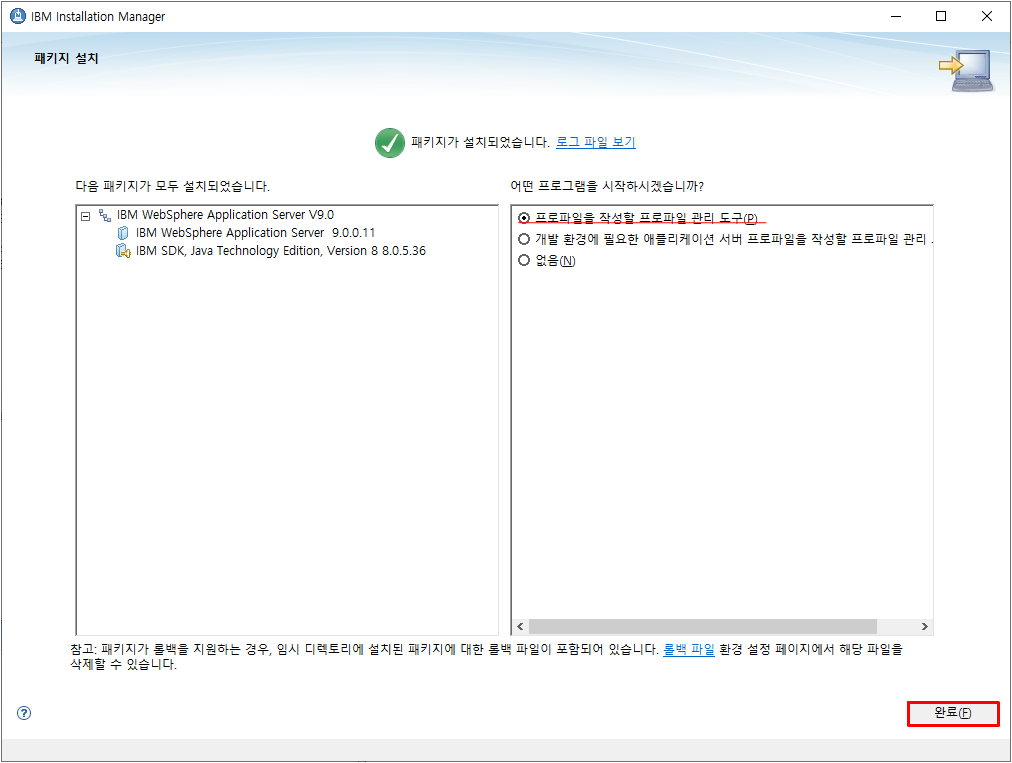 IBM Installation Manager
패키지 설치
패키지가 설치되었습니다. 로그 파일 보기
다음 패키지가 모두 설치되었습니다.
IBM WebSphere Application Server V9.0
IBM WebSphere Application Server 9.0.0.11
IBM SDK, Java Technology Edition, Version 8 8.0.5.36
어떤 프로그램을 시작하시겠습니까?
프로파일을 작성할 프로파일 관리 도구(P)
개발 환경에 필요한 애플리케이션 서버 프로파일을 작성할 프로파일 관리 .
없음(N)
참고: 패키지가 롤백을 지원하는 경우, 임시 디렉토리에 설치된 패키지에 대한 롤백 파일이 포함되어 있습니다. 롤백 파일 환경 설정 페이지에서 해당 파일을
삭제할 수 있습니다.
완료(F)